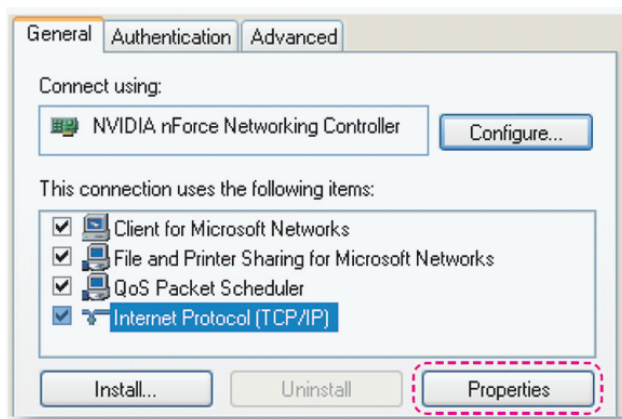 General Authentication Advanced
Connect using:
NVIDIA nForce Networking Controller Configure...
This connection uses the following items:
Client for Microsoft Networks
File and Printer Sharing for Microsoft Networks
QoS Packet Scheduler
Internet Protocol (TCP/IP)
Install... Uninstall Properties